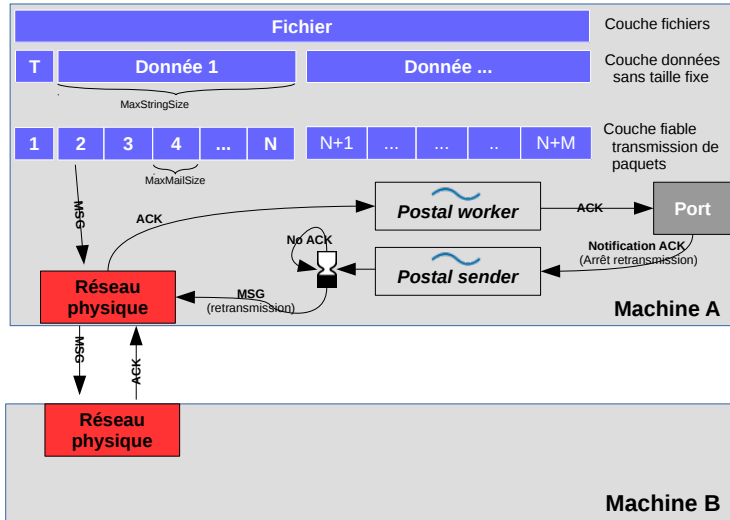 Fichier
Couche fichiers
T
Donnée 1
Donnée ...
Couche données
sans taille fixe
MaxStringSize
1
2
3
4
...
N
N+1
...
...
..
N+M
Couche fiable
transmission de
paquets
MaxMailSize
MSG
ACK
Postal worker
ACK
Port
No ACK
Postal sender
Notification ACK
(Arrêt retransmission)
Réseau
physique
MSG
(retransmission)
Machine A
MSG
ACK
Réseau
physique
Machine B